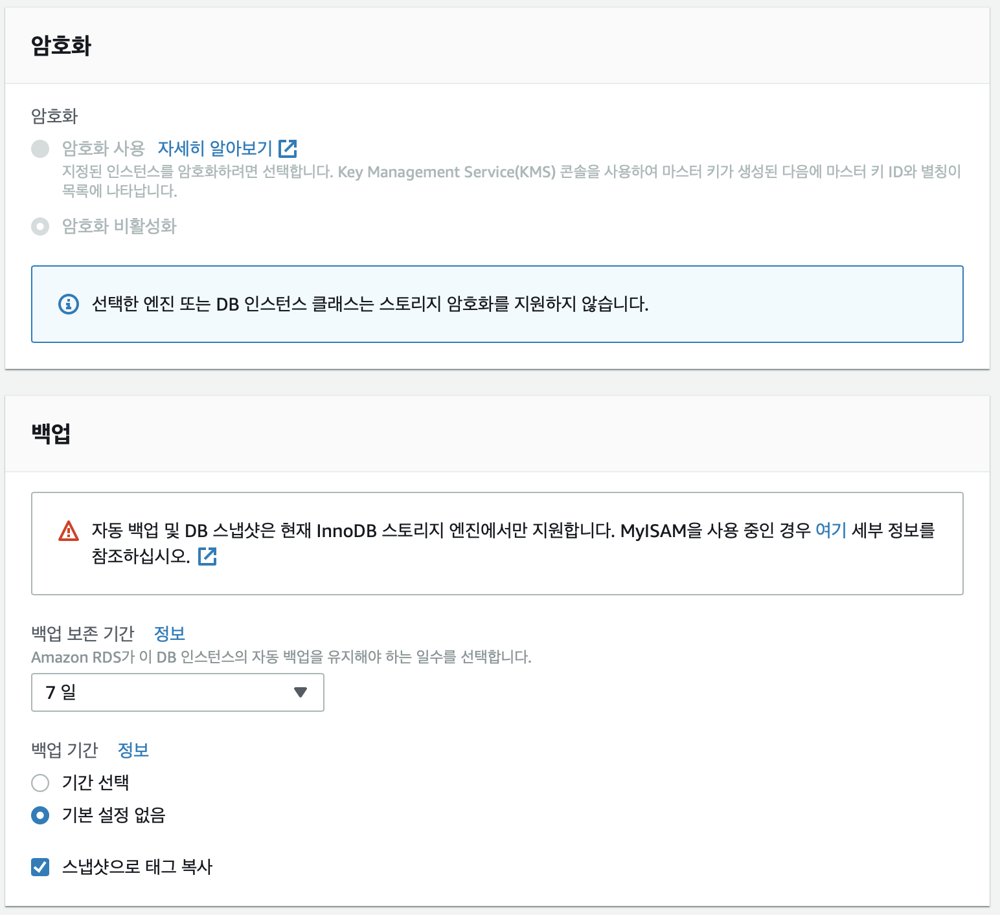 암호화
암호화
암호화 사용 자세히 알아보기
지정된 인스턴스를 암호화하려면 선택합니다. Key Management Service(KMS) 콘솔을 사용하여 마스터 키가 생성된 다음에 마스터 키 ID와 별칭이
목록에 나타납니다.
암호화 비활성화
선택한 엔진 또는 DB 인스턴스 클래스는 스토리지 암호화를 지원하지 않습니다.
백업
자동 백업 및 DB 스냅샷은 현재 InnoDB 스토리지 엔진에서만 지원합니다. MyISAM을 사용 중인 경우 여기 세부 정보를
참조하십시오.
백업 보존 기간 정보
Amazon RDS가 이 DB 인스턴스의 자동 백업을 유지해야 하는 일수를 선택합니다.
7 일
백업 기간 정보
기간 선택
기본 설정 없음
스냅샷으로 태그 복사